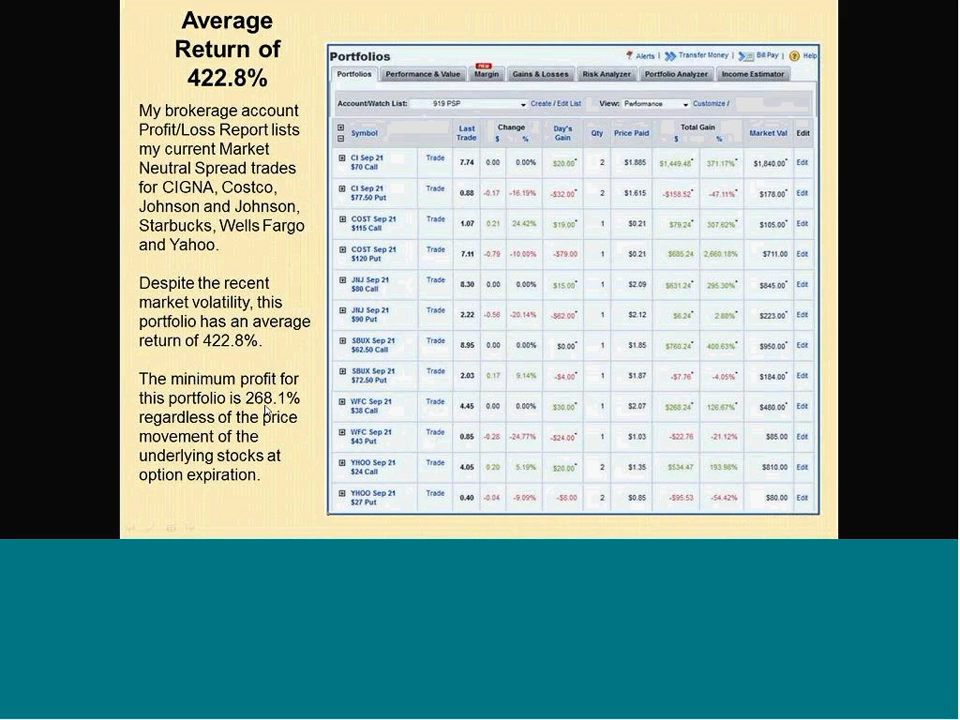 Average
Return of
422.8%
My brokerage account
Profit/Loss Report lists
my current Market
Neutral Spread trades
for CIGNA, Costco,
Johnson and Johnson,
Starbucks, Wells Fargo
and Yahoo.
Despite the recent
market volatility, this
portfolio has an average
return of 422.8%.
The minimum profit for
this portfolio is 268.1%
regardless of the price
movement of the
underlying stocks at
option expiration.
Portfolios
Alerts | Transfer Money | Bill Pay | Help
Portfolios Performance & Value Margin Gains & Losses Risk Analyzer Portfolio Analyzer Income Estimator
Account/Watch List: 919 PSP Create / Edit List View: Performance Customize /
Symbol Last Trade Change $ % Day's Gain Qty Price Paid Total Gain $ % Market Val Edit
CI Sep 21 $70 Call Trade 7.74 0.00 0.00% $20.00* 2 $1.885 $1,449.48* 371.17%* $1,840.00* Edit
CI Sep 21 $77.50 Put Trade 0.88 -0.17 -16.19% -$32.00* 2 $1.615 -$158.52* -47.11%* $178.00* Edit
COST Sep 21 $115 Call Trade 1.07 0.21 24.42% $19.00* 1 $0.21 $79.24* 307.62%* $105.00* Edit
COST Sep 21 $120 Put Trade 7.11 -0.79 -10.00% -$79.00 1 $0.21 $685.24 2,660.18% $711.00 Edit
JNJ Sep 21 $80 Call Trade 8.30 0.00 0.00% $15.00* 1 $2.09 $631.24* 295.30%* $845.00* Edit
JNJ Sep 21 $90 Put Trade 2.22 -0.56 -20.14% -$62.00* 1 $2.12 $6.24* 2.88%* $223.00* Edit
SBUX Sep 21 $62.50 Call Trade 8.95 0.00 0.00% $0.00* 1 $1.85 $760.24* 400.63%* $950.00* Edit
SBUX Sep 21 $72.50 Put Trade 2.03 0.17 9.14% -$4.00* 1 $1.87 -$7.76* -4.05%* $184.00* Edit
WFC Sep 21 $38 Call Trade 4.45 0.00 0.00% $30.00* 1 $2.07 $268.24* 126.67%* $480.00* Edit
WFC Sep 21 $43 Put Trade 0.85 -0.28 -24.77% -$24.00* 1 $1.03 -$22.76 -21.12% $85.00 Edit
YHOO Sep 21 $24 Call Trade 4.05 0.20 5.19% $20.00* 2 $1.35 $534.47 193.98% $810.00 Edit
YHOO Sep 21 $27 Put Trade 0.40 -0.04 -9.09% -$8.00 2 $0.85 -$95.53 -54.42% $80.00 Edit